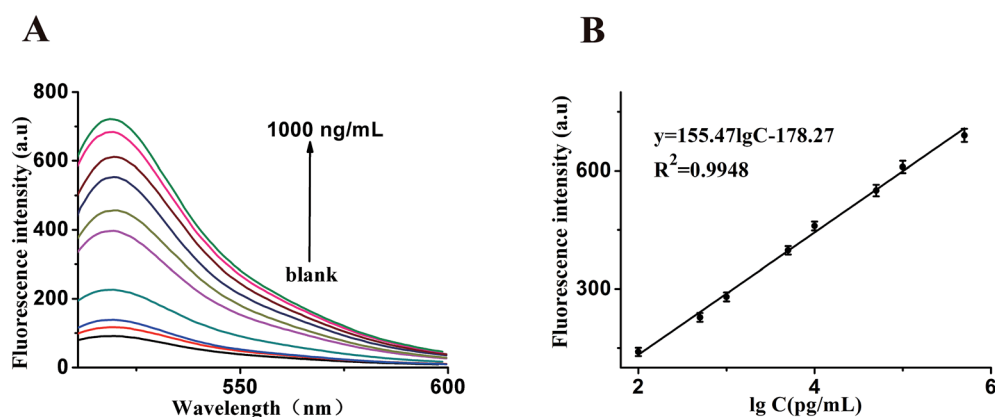 A
Fluorescence intensity (a.u)
800
600
400
200
0
1000 ng/mL
blank
550
600
Wavelength（nm）
B
Fluorescence intensity (a.u)
600
300
y=155.47lgC-178.27
R²=0.9948
2
4
6
lg C(pg/mL)